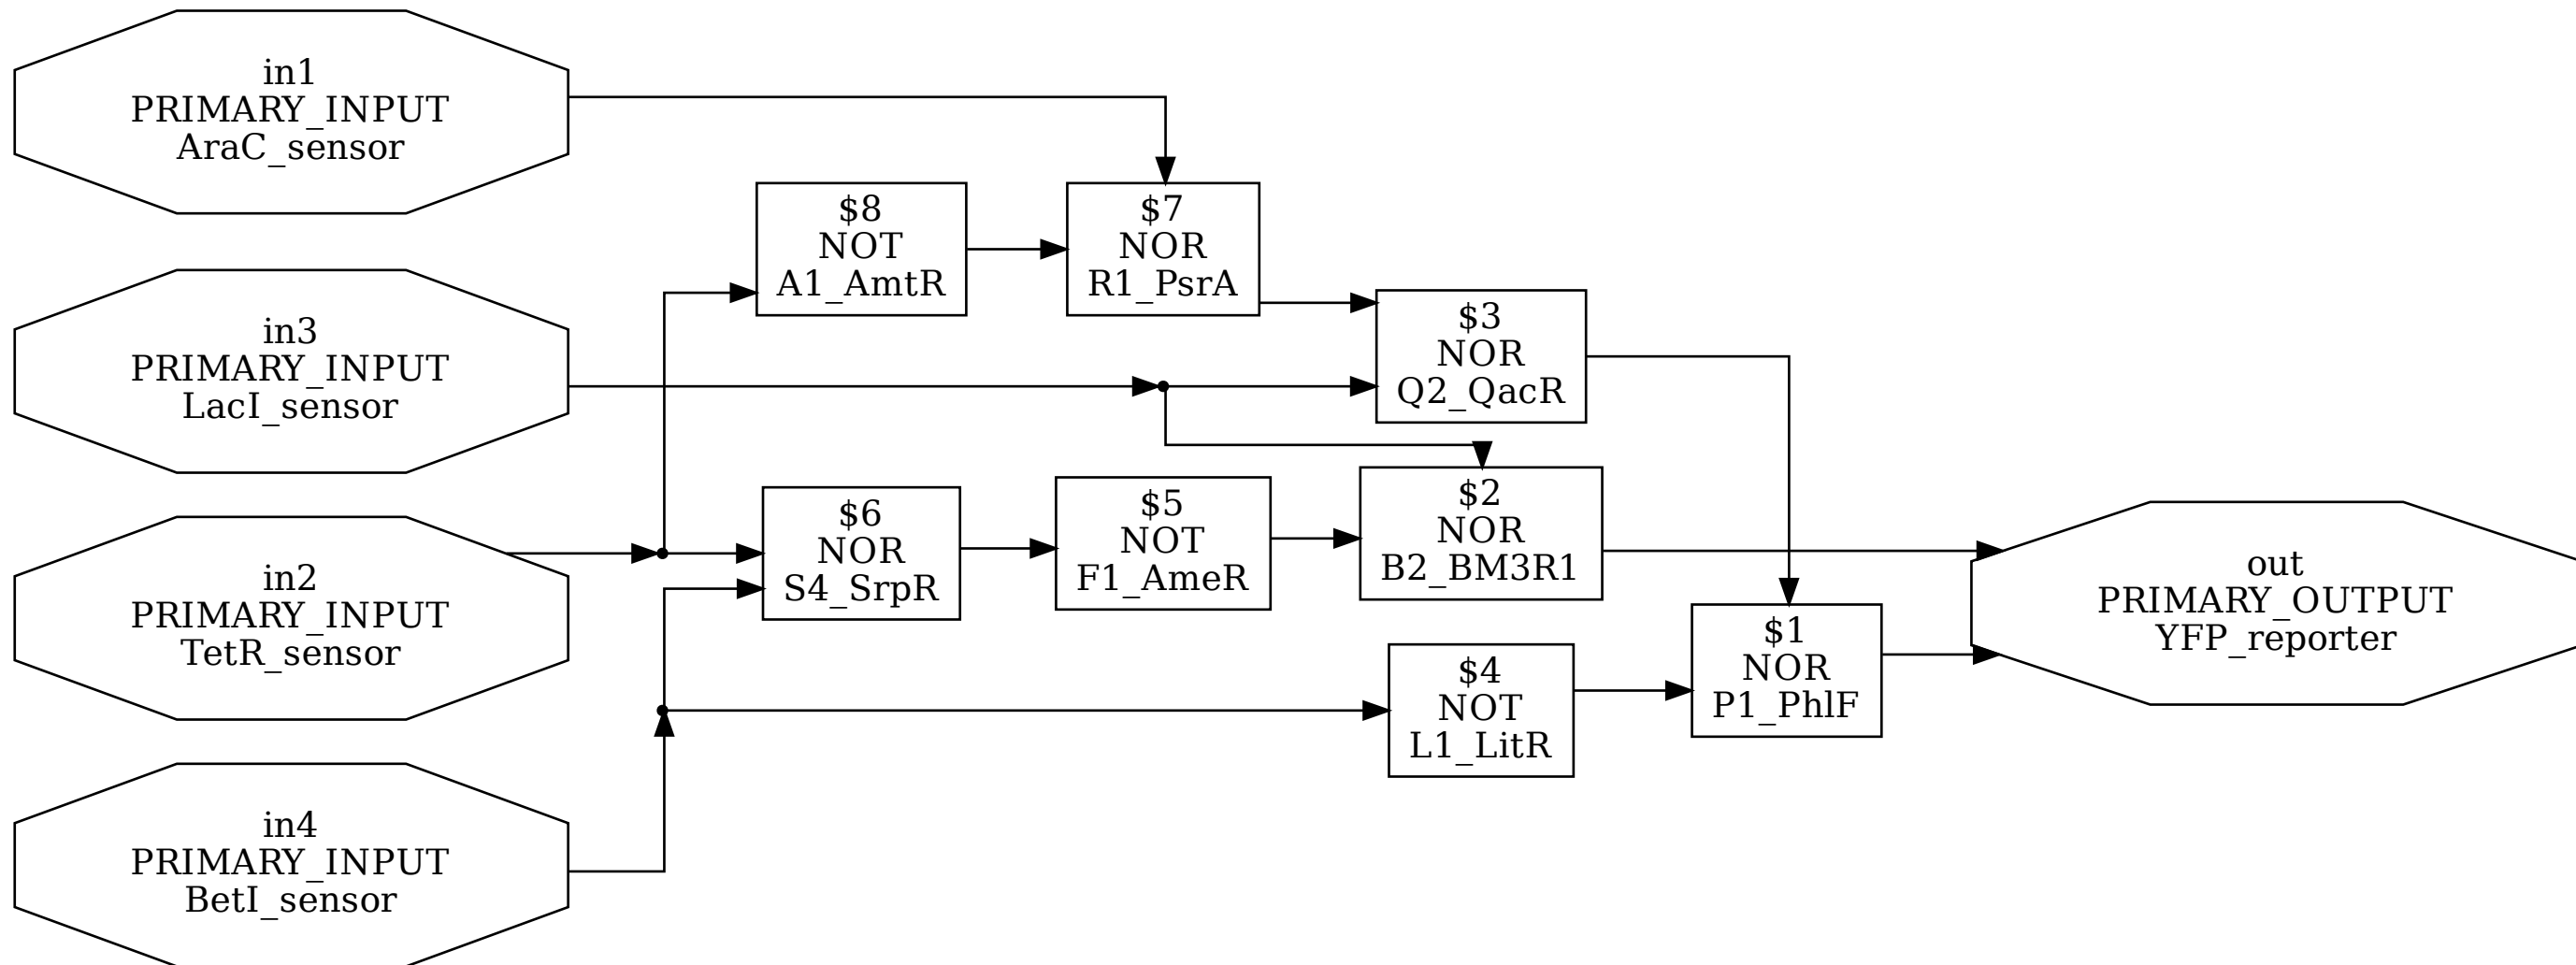 in1
PRIMARY_INPUT
AraC_sensor
$8
NOT
A1_AmtR
$7
NOR
R1_PsrA
in3
PRIMARY_INPUT
LacI_sensor
$3
NOR
Q2_QacR
in2
PRIMARY_INPUT
TetR_sensor
$6
NOR
S4_SrpR
$5
NOT
F1_AmeR
$2
NOR
B2_BM3R1
out
PRIMARY_OUTPUT
YFP_reporter
$4
NOT
L1_LitR
$1
NOR
P1_PhlF
in4
PRIMARY_INPUT
BetI_sensor